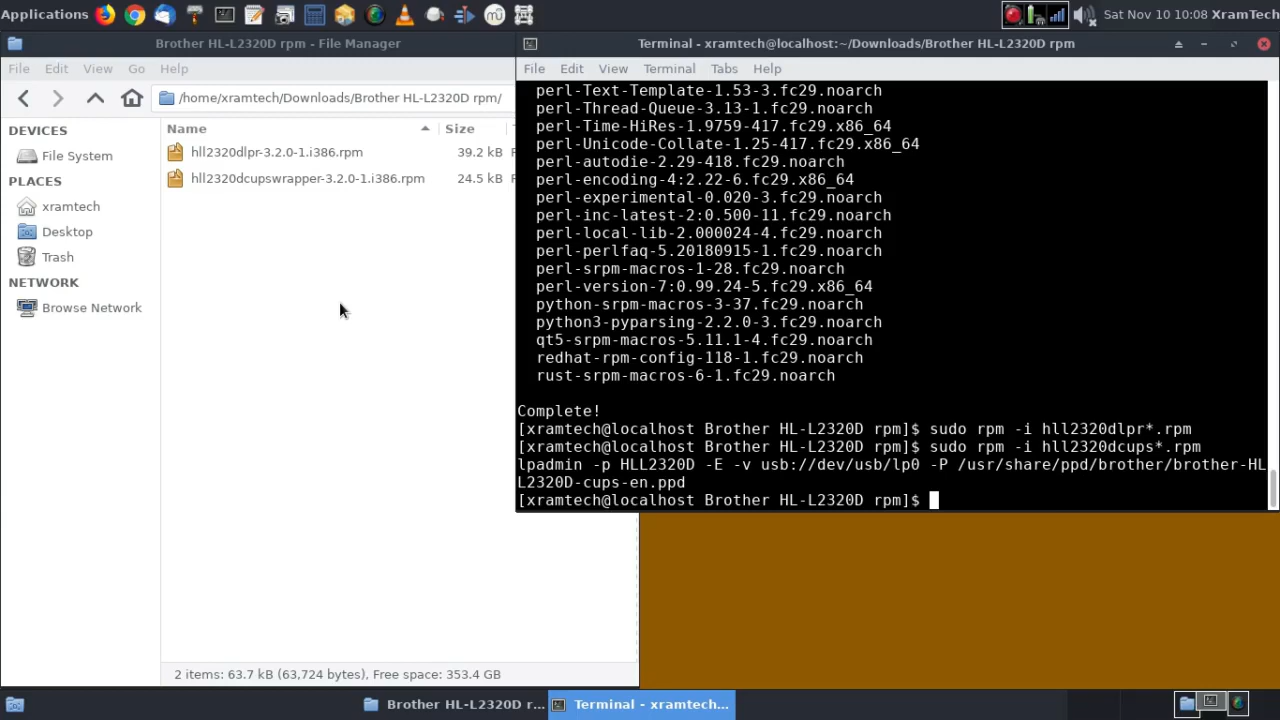 Applications
Sat Nov 10 10:08 XramTech
Brother HL-L2320D rpm - File Manager
File Edit View Go Help
/home/xramtech/Downloads/Brother HL-L2320D rpm/
DEVICES
File System
PLACES
xramtech
Desktop
Trash
NETWORK
Browse Network
Name Size
hll2320dlpr-3.2.0-1.i386.rpm 39.2 kB
hll2320dcupswrapper-3.2.0-1.i386.rpm 24.5 kB
2 items: 63.7 kB (63,724 bytes), Free space: 353.4 GB
Terminal - xramtech@localhost:~/Downloads/Brother HL-L2320D rpm
File Edit View Terminal Tabs Help
perl-Text-Template-1.53-3.fc29.noarch
perl-Thread-Queue-3.13-1.fc29.noarch
perl-Time-HiRes-1.9759-417.fc29.x86_64
perl-Unicode-Collate-1.25-417.fc29.x86_64
perl-autodie-2.29-418.fc29.noarch
perl-encoding-4:2.22-6.fc29.x86_64
perl-experimental-0.020-3.fc29.noarch
perl-inc-latest-2:0.500-11.fc29.noarch
perl-local-lib-2.000024-4.fc29.noarch
perl-perlfaq-5.20180915-1.fc29.noarch
perl-srpm-macros-1-28.fc29.noarch
perl-version-7:0.99.24-5.fc29.x86_64
python-srpm-macros-3-37.fc29.noarch
python3-pyparsing-2.2.0-3.fc29.noarch
qt5-srpm-macros-5.11.1-4.fc29.noarch
redhat-rpm-config-118-1.fc29.noarch
rust-srpm-macros-6-1.fc29.noarch
Complete!
[xramtech@localhost Brother HL-L2320D rpm]$ sudo rpm -i hll2320dlpr*.rpm
[xramtech@localhost Brother HL-L2320D rpm]$ sudo rpm -i hll2320dcups*.rpm
lpadmin -p HLL2320D -E -v usb://dev/usb/lp0 -P /usr/share/ppd/brother/brother-HL
L2320D-cups-en.ppd
[xramtech@localhost Brother HL-L2320D rpm]$
Brother HL-L2320D r...
Terminal - xramtech...